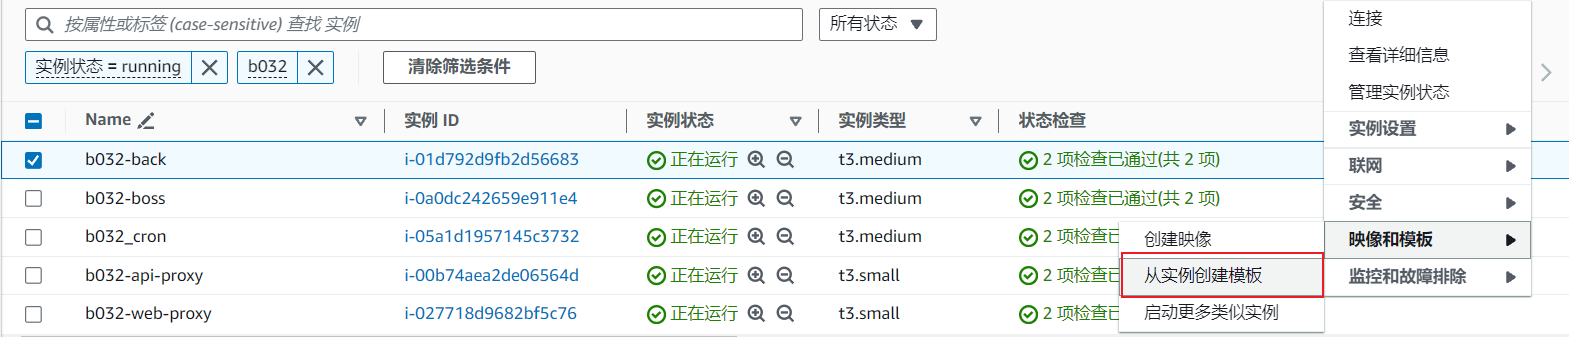 按属性或标签 (case-sensitive) 查找 实例
所有状态
实例状态 = running
b032
清除筛选条件
Name 实例 ID 实例状态 实例类型 状态检查
b032-back i-01d792d9fb2d56683 正在运行 t3.medium 2 项检查已通过(共 2 项)
b032-boss i-0a0dc242659e911e4 正在运行 t3.medium 2 项检查已通过(共 2 项)
b032_cron i-05a1d1957145c3732 正在运行 t3.medium 2 项检查
b032-api-proxy i-00b74aea2de06564d 正在运行 t3.small 2 项检查
b032-web-proxy i-027718d9682bf5c76 正在运行 t3.small 2 项检查
连接
查看详细信息
管理实例状态
实例设置
联网
安全
映像和模板
监控和故障排除
创建映像
从实例创建模板
启动更多类似实例